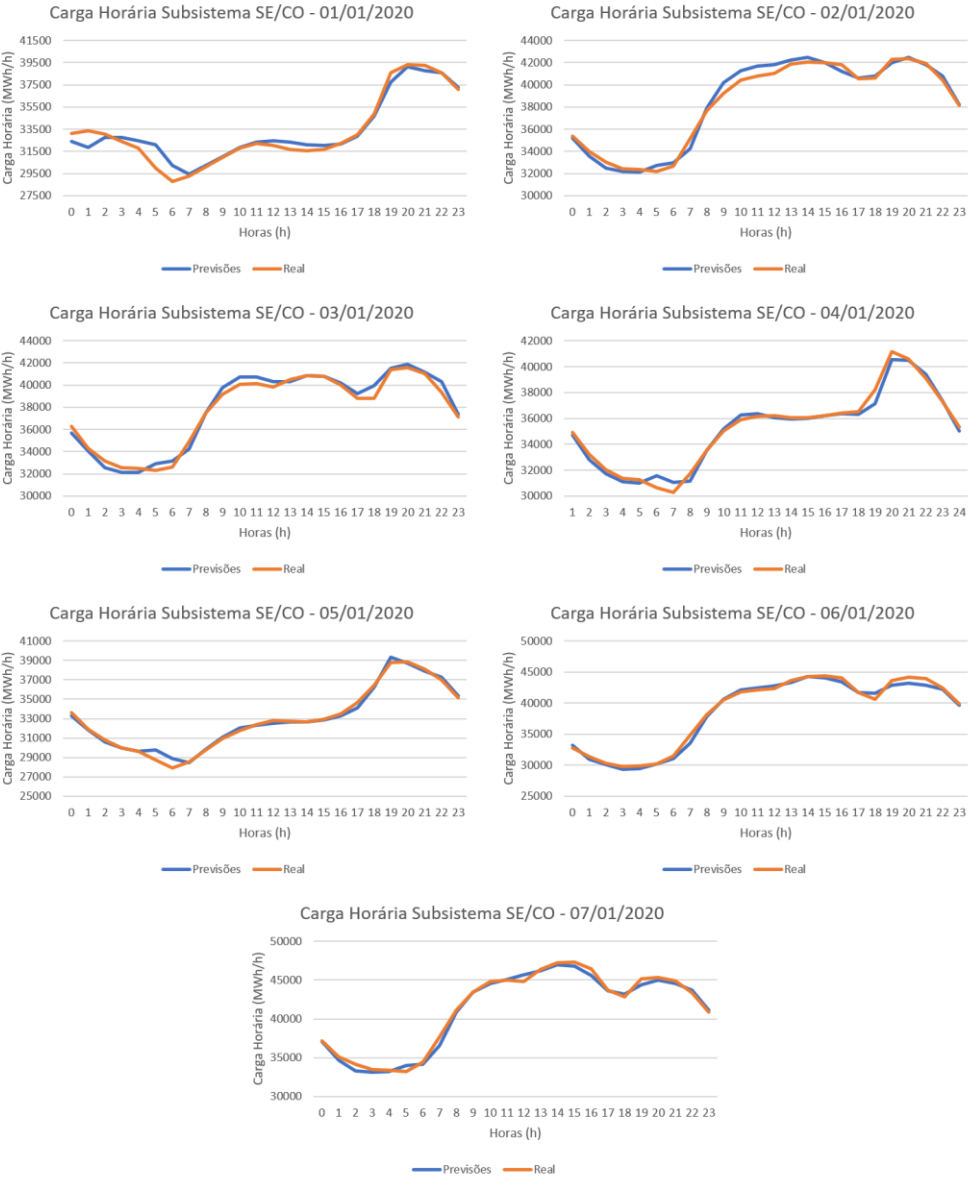 Carga Horária Subsistema SE/CO - 01/01/2020
Carga Horária (MWh/h)
41500
39500
37500
35500
33500
31500
29500
27500
0 1 2 3 4 5 6 7 8 9 10 11 12 13 14 15 16 17 18 19 20 21 22 23
Horas (h)
Previsões Real
Carga Horária Subsistema SE/CO - 02/01/2020
Carga Horária (MWh/h)
44000
42000
40000
38000
36000
34000
32000
30000
0 1 2 3 4 5 6 7 8 9 10 11 12 13 14 15 16 17 18 19 20 21 22 23
Horas (h)
Previsões Real
Carga Horária Subsistema SE/CO - 03/01/2020
Carga Horária (MWh/h)
44000
42000
40000
38000
36000
34000
32000
30000
0 1 2 3 4 5 6 7 8 9 10 11 12 13 14 15 16 17 18 19 20 21 22 23
Horas (h)
Previsões Real
Carga Horária Subsistema SE/CO - 04/01/2020
Carga Horária (MWh/h)
42000
40000
38000
36000
34000
32000
30000
1 2 3 4 5 6 7 8 9 10 11 12 13 14 15 16 17 18 19 20 21 22 23 24
Horas (h)
Previsões Real
Carga Horária Subsistema SE/CO - 05/01/2020
Carga Horária (MWh/h)
41000
39000
37000
35000
33000
31000
29000
27000
25000
0 1 2 3 4 5 6 7 8 9 10 11 12 13 14 15 16 17 18 19 20 21 22 23
Horas (h)
Previsões Real
Carga Horária Subsistema SE/CO - 06/01/2020
Carga Horária (MWh/h)
50000
45000
40000
35000
30000
25000
0 1 2 3 4 5 6 7 8 9 10 11 12 13 14 15 16 17 18 19 20 21 22 23
Horas (h)
Previsões Real
Carga Horária Subsistema SE/CO - 07/01/2020
Carga Horária (MWh/h)
50000
45000
40000
35000
30000
0 1 2 3 4 5 6 7 8 9 10 11 12 13 14 15 16 17 18 19 20 21 22 23
Horas (h)
Previsões Real